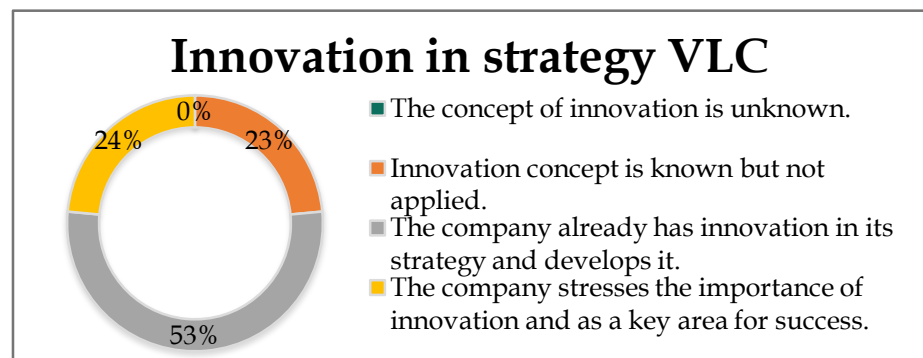 Innovation in strategy VLC
0%
24%
23%
53%
The concept of innovation is unknown.
Innovation concept is known but not
applied.
The company already has innovation in its
strategy and develops it.
The company stresses the importance of
innovation and as a key area for success.